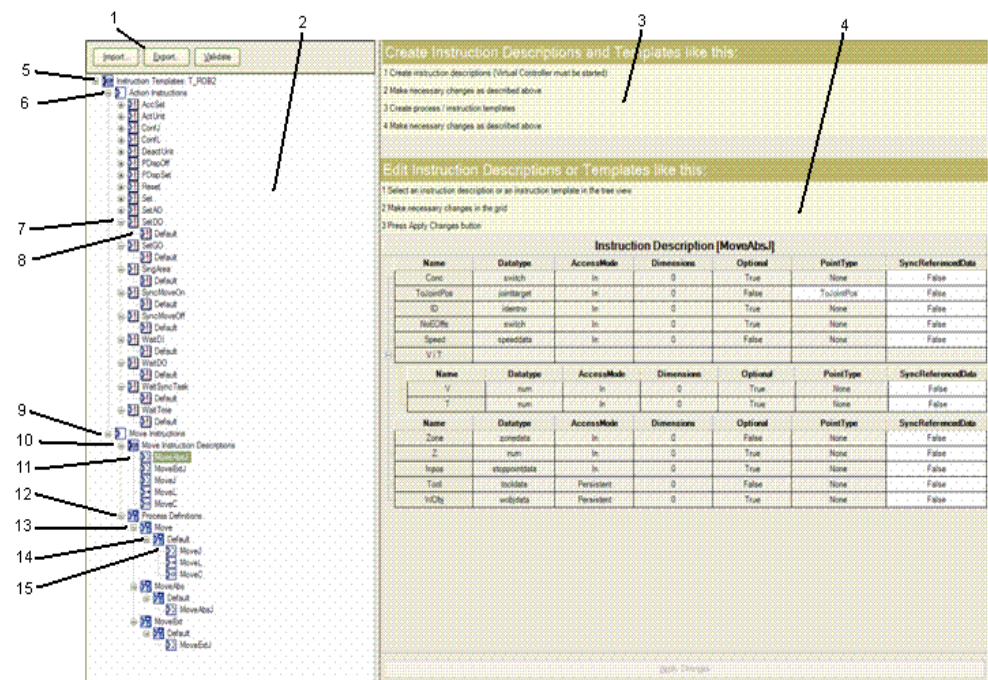 1 2 3 4
Import... Export... Validate
5 Instruction Templates: T_ROB2
6 Action Instructions
AccSet
ActUnit
ConfJ
ConfL
DeactUnit
PDispOff
PDispSet
Reset
Set
SetAO
7 SetDO
8 Default
SetGO
Default
SingArea
Default
SyncMoveOn
Default
SyncMoveOff
Default
WaitDI
Default
WaitDO
Default
WaitSyncTask
Default
WaitTime
Default
9 Move Instructions
10 Move Instruction Descriptions
11 MoveAbsJ
MoveExtJ
MoveJ
MoveL
MoveC
12 Process Definitions
13 Move
14 Default
15 MoveJ
MoveL
MoveC
MoveAbs
Default
MoveAbsJ
MoveExt
Default
MoveExtJ
Create Instruction Descriptions and Templates like this:
1 Create instruction descriptions (Virtual Controller must be started)
2 Make necessary changes as described above
3 Create process / instruction templates
4 Make necessary changes as described above
Edit Instruction Descriptions or Templates like this:
1 Select an instruction description or an instruction template in the tree view
2 Make necessary changes in the grid
3 Press Apply Changes button
Instruction Description [MoveAbsJ]
Name Datatype AccessMode Dimensions Optional PointType SyncReferencedData
Conc switch In 0 True None False
ToJointPos jointtarget In 0 False ToJointPos False
ID identno In 0 True None False
NoEOffs switch In 0 True None False
Speed speeddata In 0 False None False
V / T
Name Datatype AccessMode Dimensions Optional PointType SyncReferencedData
V num In 0 True None False
T num In 0 True None False
Name Datatype AccessMode Dimensions Optional PointType SyncReferencedData
Zone zonedata In 0 False None False
Z num In 0 True None False
Inpos stoppointdata In 0 True None False
Tool tooldata Persistent 0 False None False
WObj wobjdata Persistent 0 True None False
Apply Changes